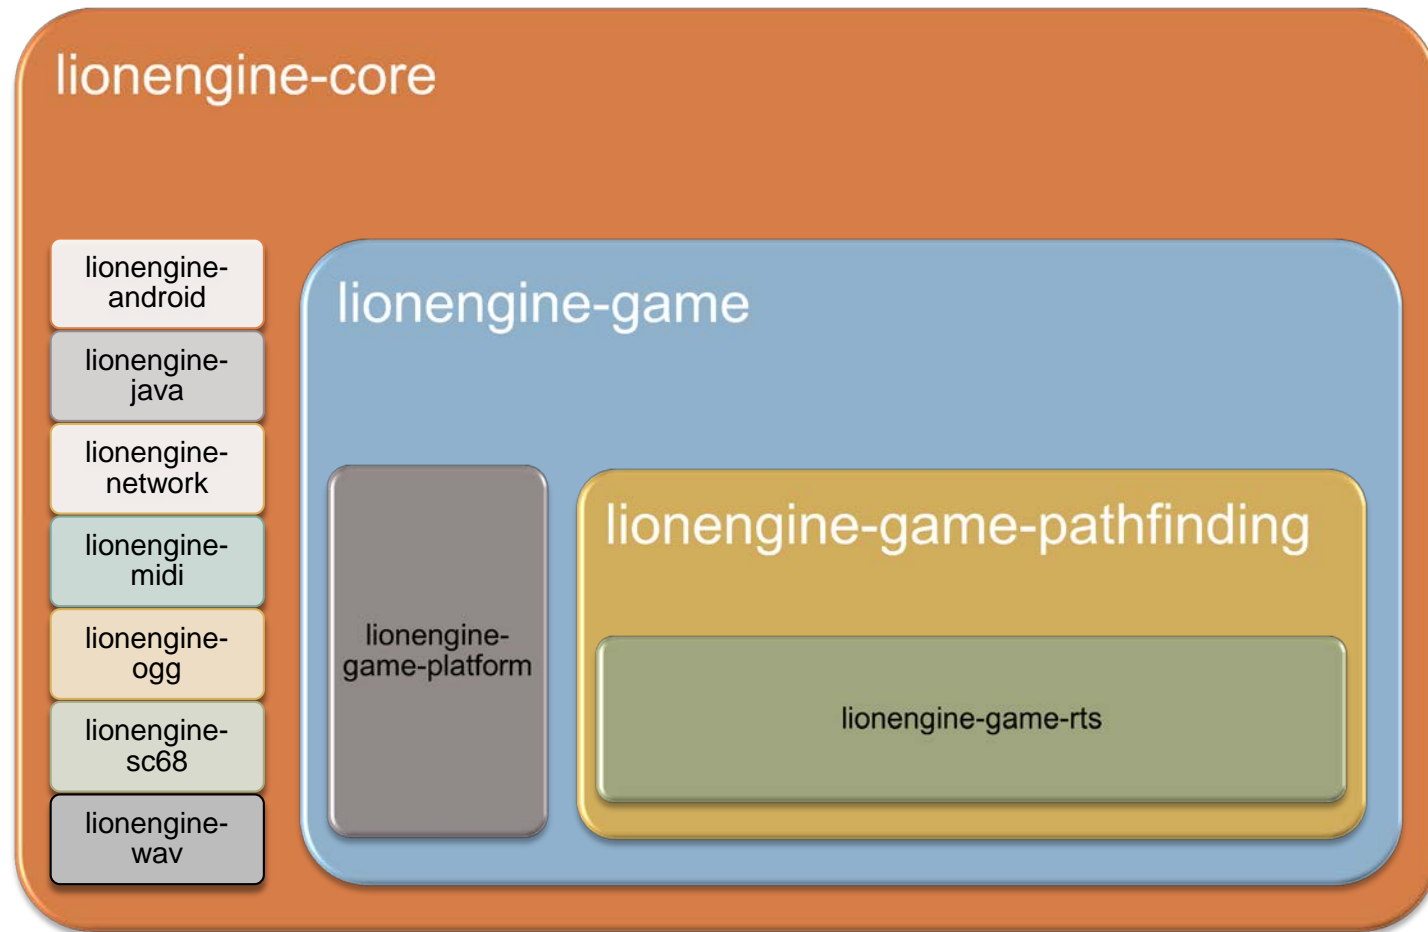 lionengine-core
lionengine-
android
lionengine-
java
lionengine-
network
lionengine-
midi
lionengine-
ogg
lionengine-
sc68
lionengine-
wav
lionengine-game
lionengine-
game-platform
lionengine-game-pathfinding
lionengine-game-rts